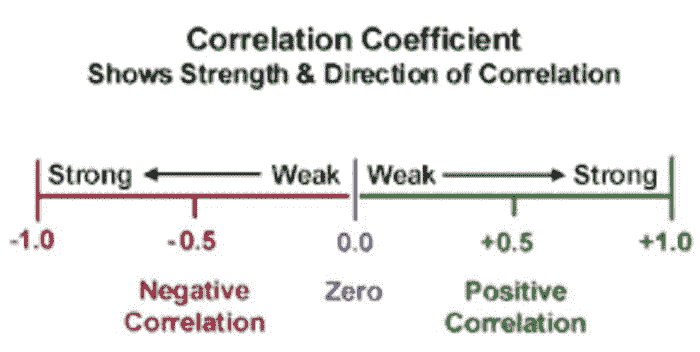 Correlation Coefficient
Shows Strength & Direction of Correlation
Strong Weak Weak Strong
-1.0 -0.5 0.0 +0.5 +1.0
Negative Zero Positive
Correlation Correlation